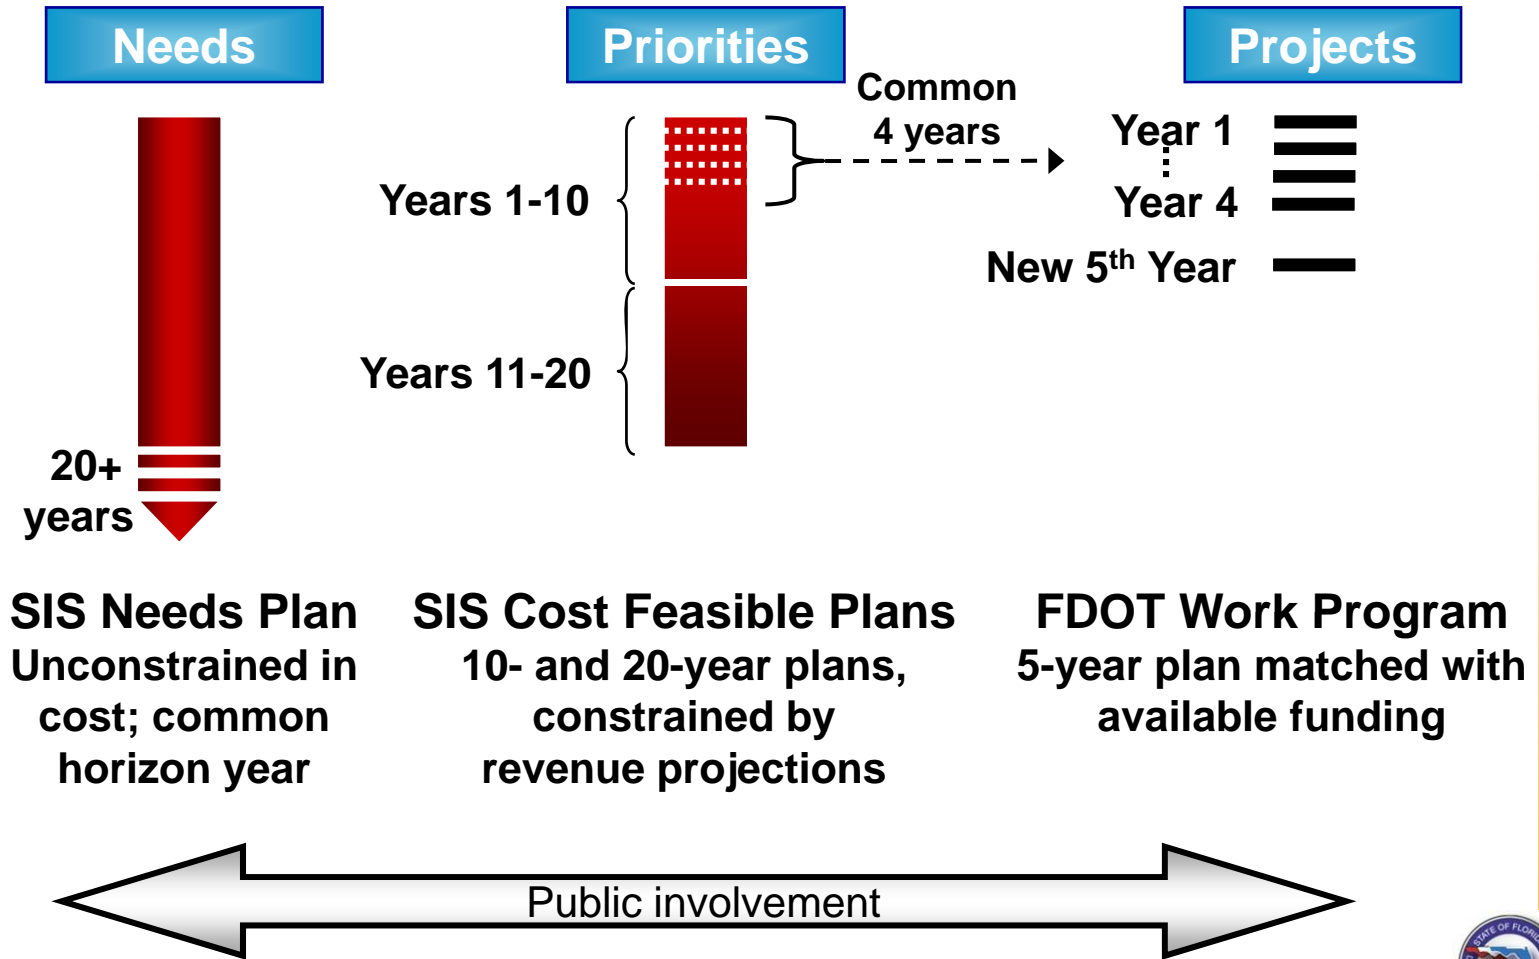 Needs
Priorities
Projects
Common
4 years
Year 1
Year 4
New 5th Year
Years 1-10
Years 11-20
20+
years
SIS Needs Plan
Unconstrained in
cost; common
horizon year
SIS Cost Feasible Plans
10- and 20-year plans,
constrained by
revenue projections
FDOT Work Program
5-year plan matched with
available funding
Public involvement
STATE OF